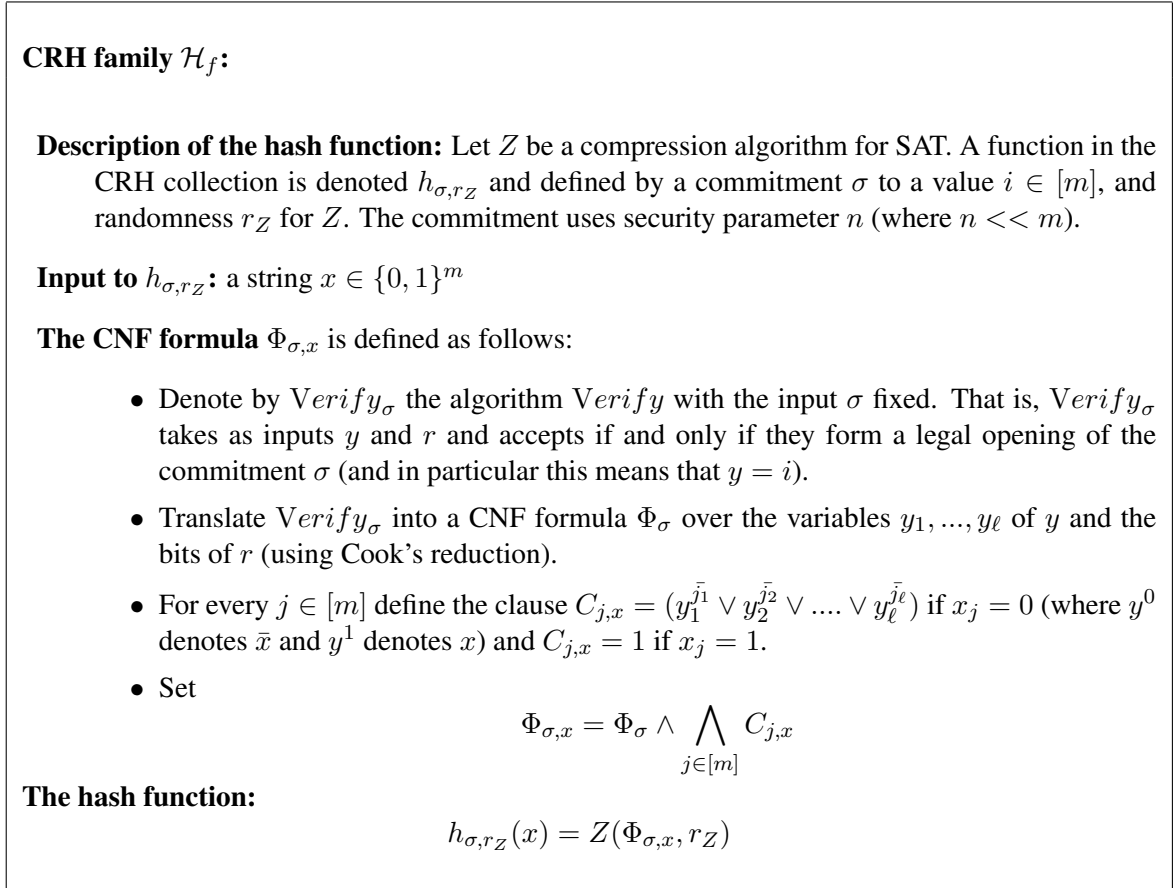 CRH family $\mathcal{H}_f$:
Description of the hash function: Let $Z$ be a compression algorithm for SAT. A function in the
CRH collection is denoted $h_{\sigma,r_Z}$ and defined by a commitment $\sigma$ to a value $i \in [m]$, and
randomness $r_Z$ for $Z$. The commitment uses security parameter $n$ (where $n << m$).
Input to $h_{\sigma,r_Z}$: a string $x \in \{0,1\}^m$
The CNF formula $\Phi_{\sigma,x}$ is defined as follows:
• Denote by $Verify_\sigma$ the algorithm $Verify$ with the input $\sigma$ fixed. That is, $Verify_\sigma$
takes as inputs $y$ and $r$ and accepts if and only if they form a legal opening of the
commitment $\sigma$ (and in particular this means that $y = i$).
• Translate $Verify_\sigma$ into a CNF formula $\Phi_\sigma$ over the variables $y_1, ..., y_\ell$ of $y$ and the
bits of $r$ (using Cook's reduction).
• For every $j \in [m]$ define the clause $C_{j,x} = (y_1^{\bar{j_1}} \vee y_2^{\bar{j_2}} \vee .... \vee y_\ell^{\bar{j_\ell}})$ if $x_j = 0$ (where $y^0$
denotes $\bar{x}$ and $y^1$ denotes $x$) and $C_{j,x} = 1$ if $x_j = 1$.
• Set
$\Phi_{\sigma,x} = \Phi_\sigma \wedge \bigwedge_{j \in [m]} C_{j,x}$
The hash function:
$h_{\sigma,r_Z}(x) = Z(\Phi_{\sigma,x}, r_Z)$